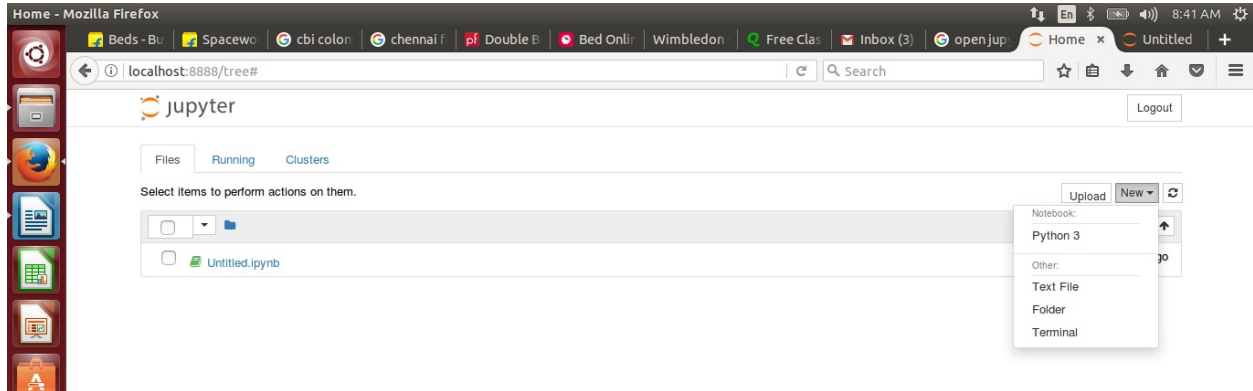 Home - Mozilla Firefox
En
8:41 AM
Beds - Bu
Spacewo
cbi colon
chennai f
Double B
Bed Onlin
Wimbledon
Free Clas
Inbox (3)
open jup
Home
Untitled
localhost:8888/tree#
Search
jupyter
Logout
Files Running Clusters
Select items to perform actions on them.
Upload New
Notebook:
Python 3
Untitled.ipynb
go
Other:
Text File
Folder
Terminal